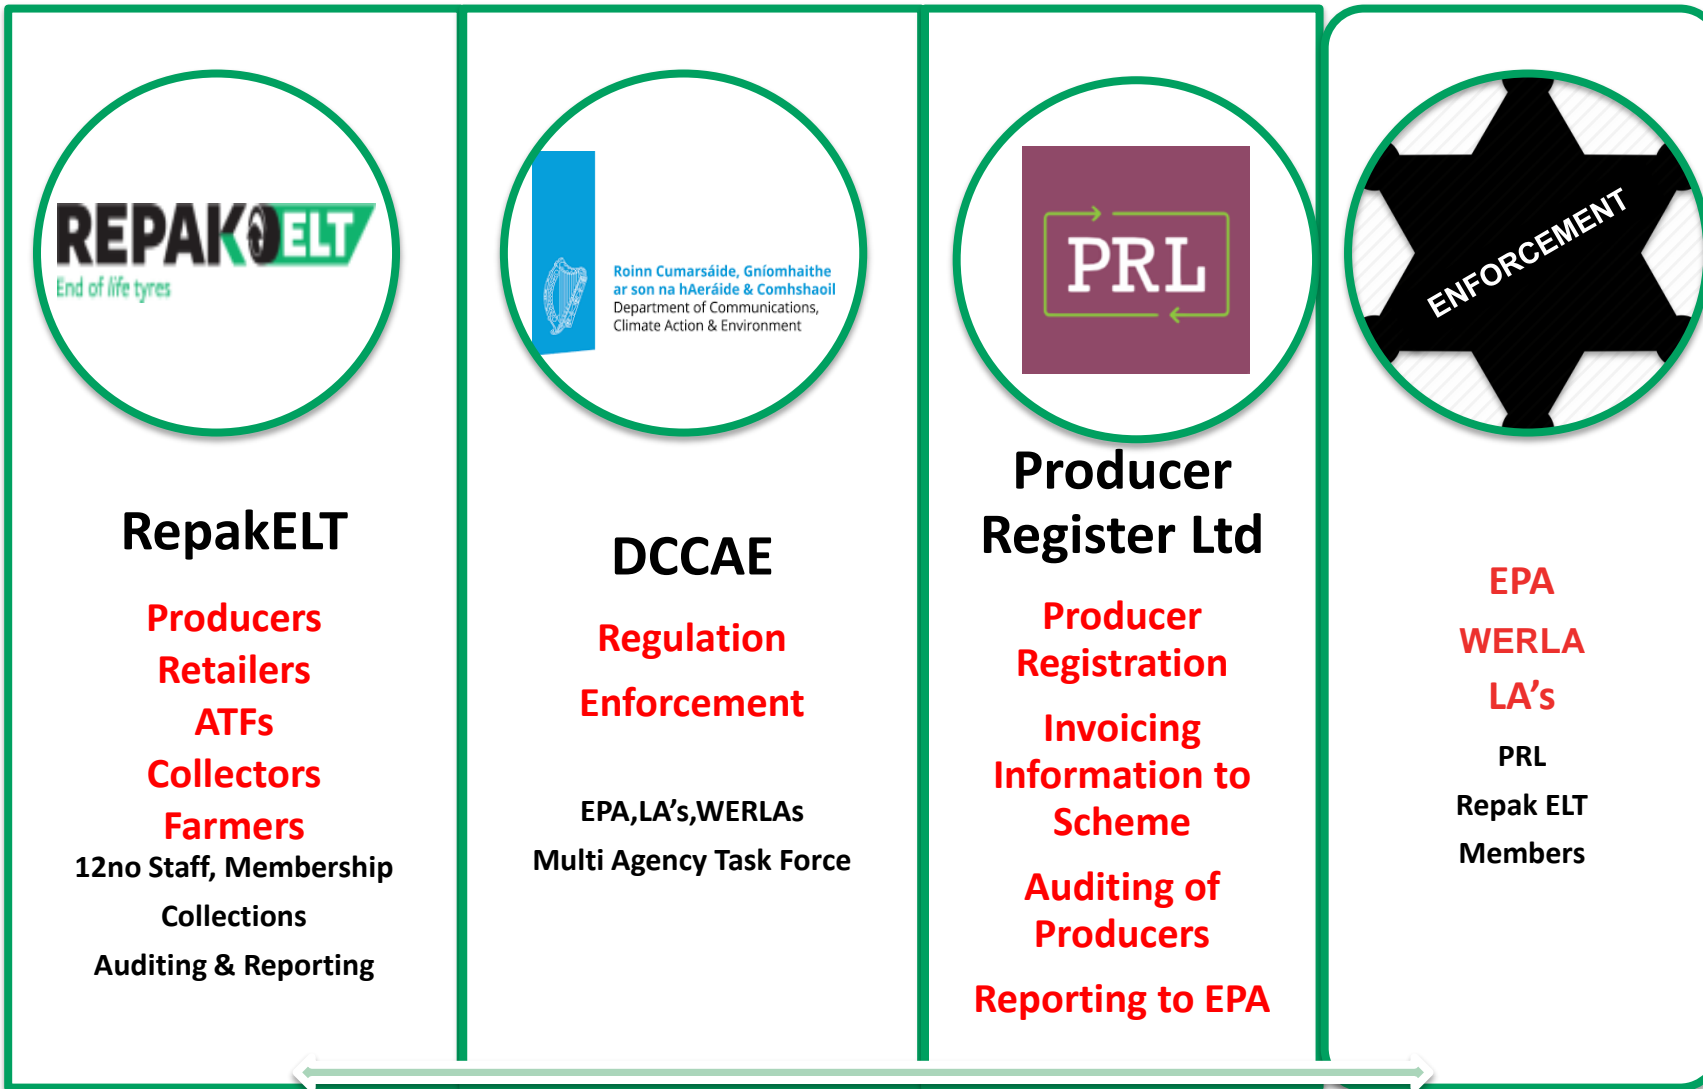 REPAK ELT
End of life tyres
RepakELT
Producers
Retailers
ATFs
Collectors
Farmers
12no Staff, Membership
Collections
Auditing & Reporting
Roinn Cumarsáide, Gníomhaithe
ar son na hAeráide & Comhshaoil
Department of Communications,
Climate Action & Environment
DCCAE
Regulation
Enforcement
EPA,LA’s,WERLAs
Multi Agency Task Force
PRL
Producer
Register Ltd
Producer
Registration
Invoicing
Information to
Scheme
Auditing of
Producers
Reporting to EPA
ENFORCEMENT
EPA
WERLA
LA’s
PRL
Repak ELT
Members